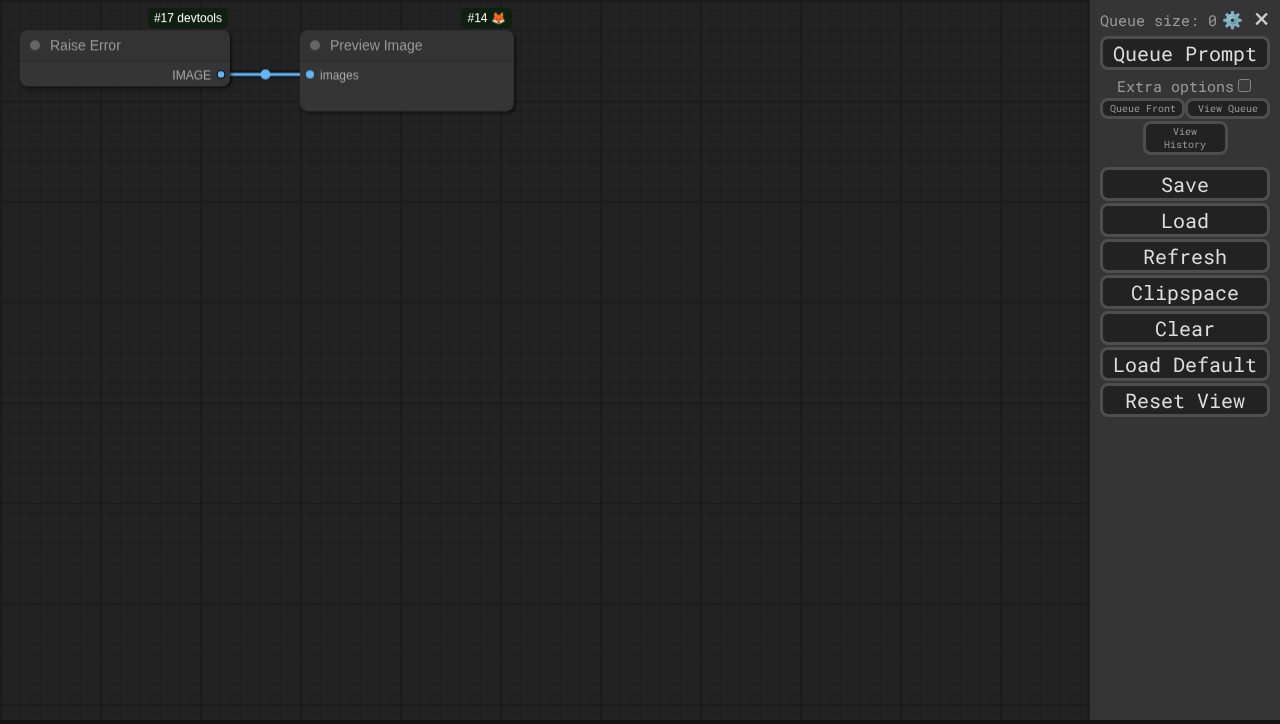 #17 devtools
#14 🦊
Raise Error
Preview Image
IMAGE
images
Queue size: 0 ⚙️ ✕
Queue Prompt
Extra options
Queue Front
View Queue
View
History
Save
Load
Refresh
Clipspace
Clear
Load Default
Reset View